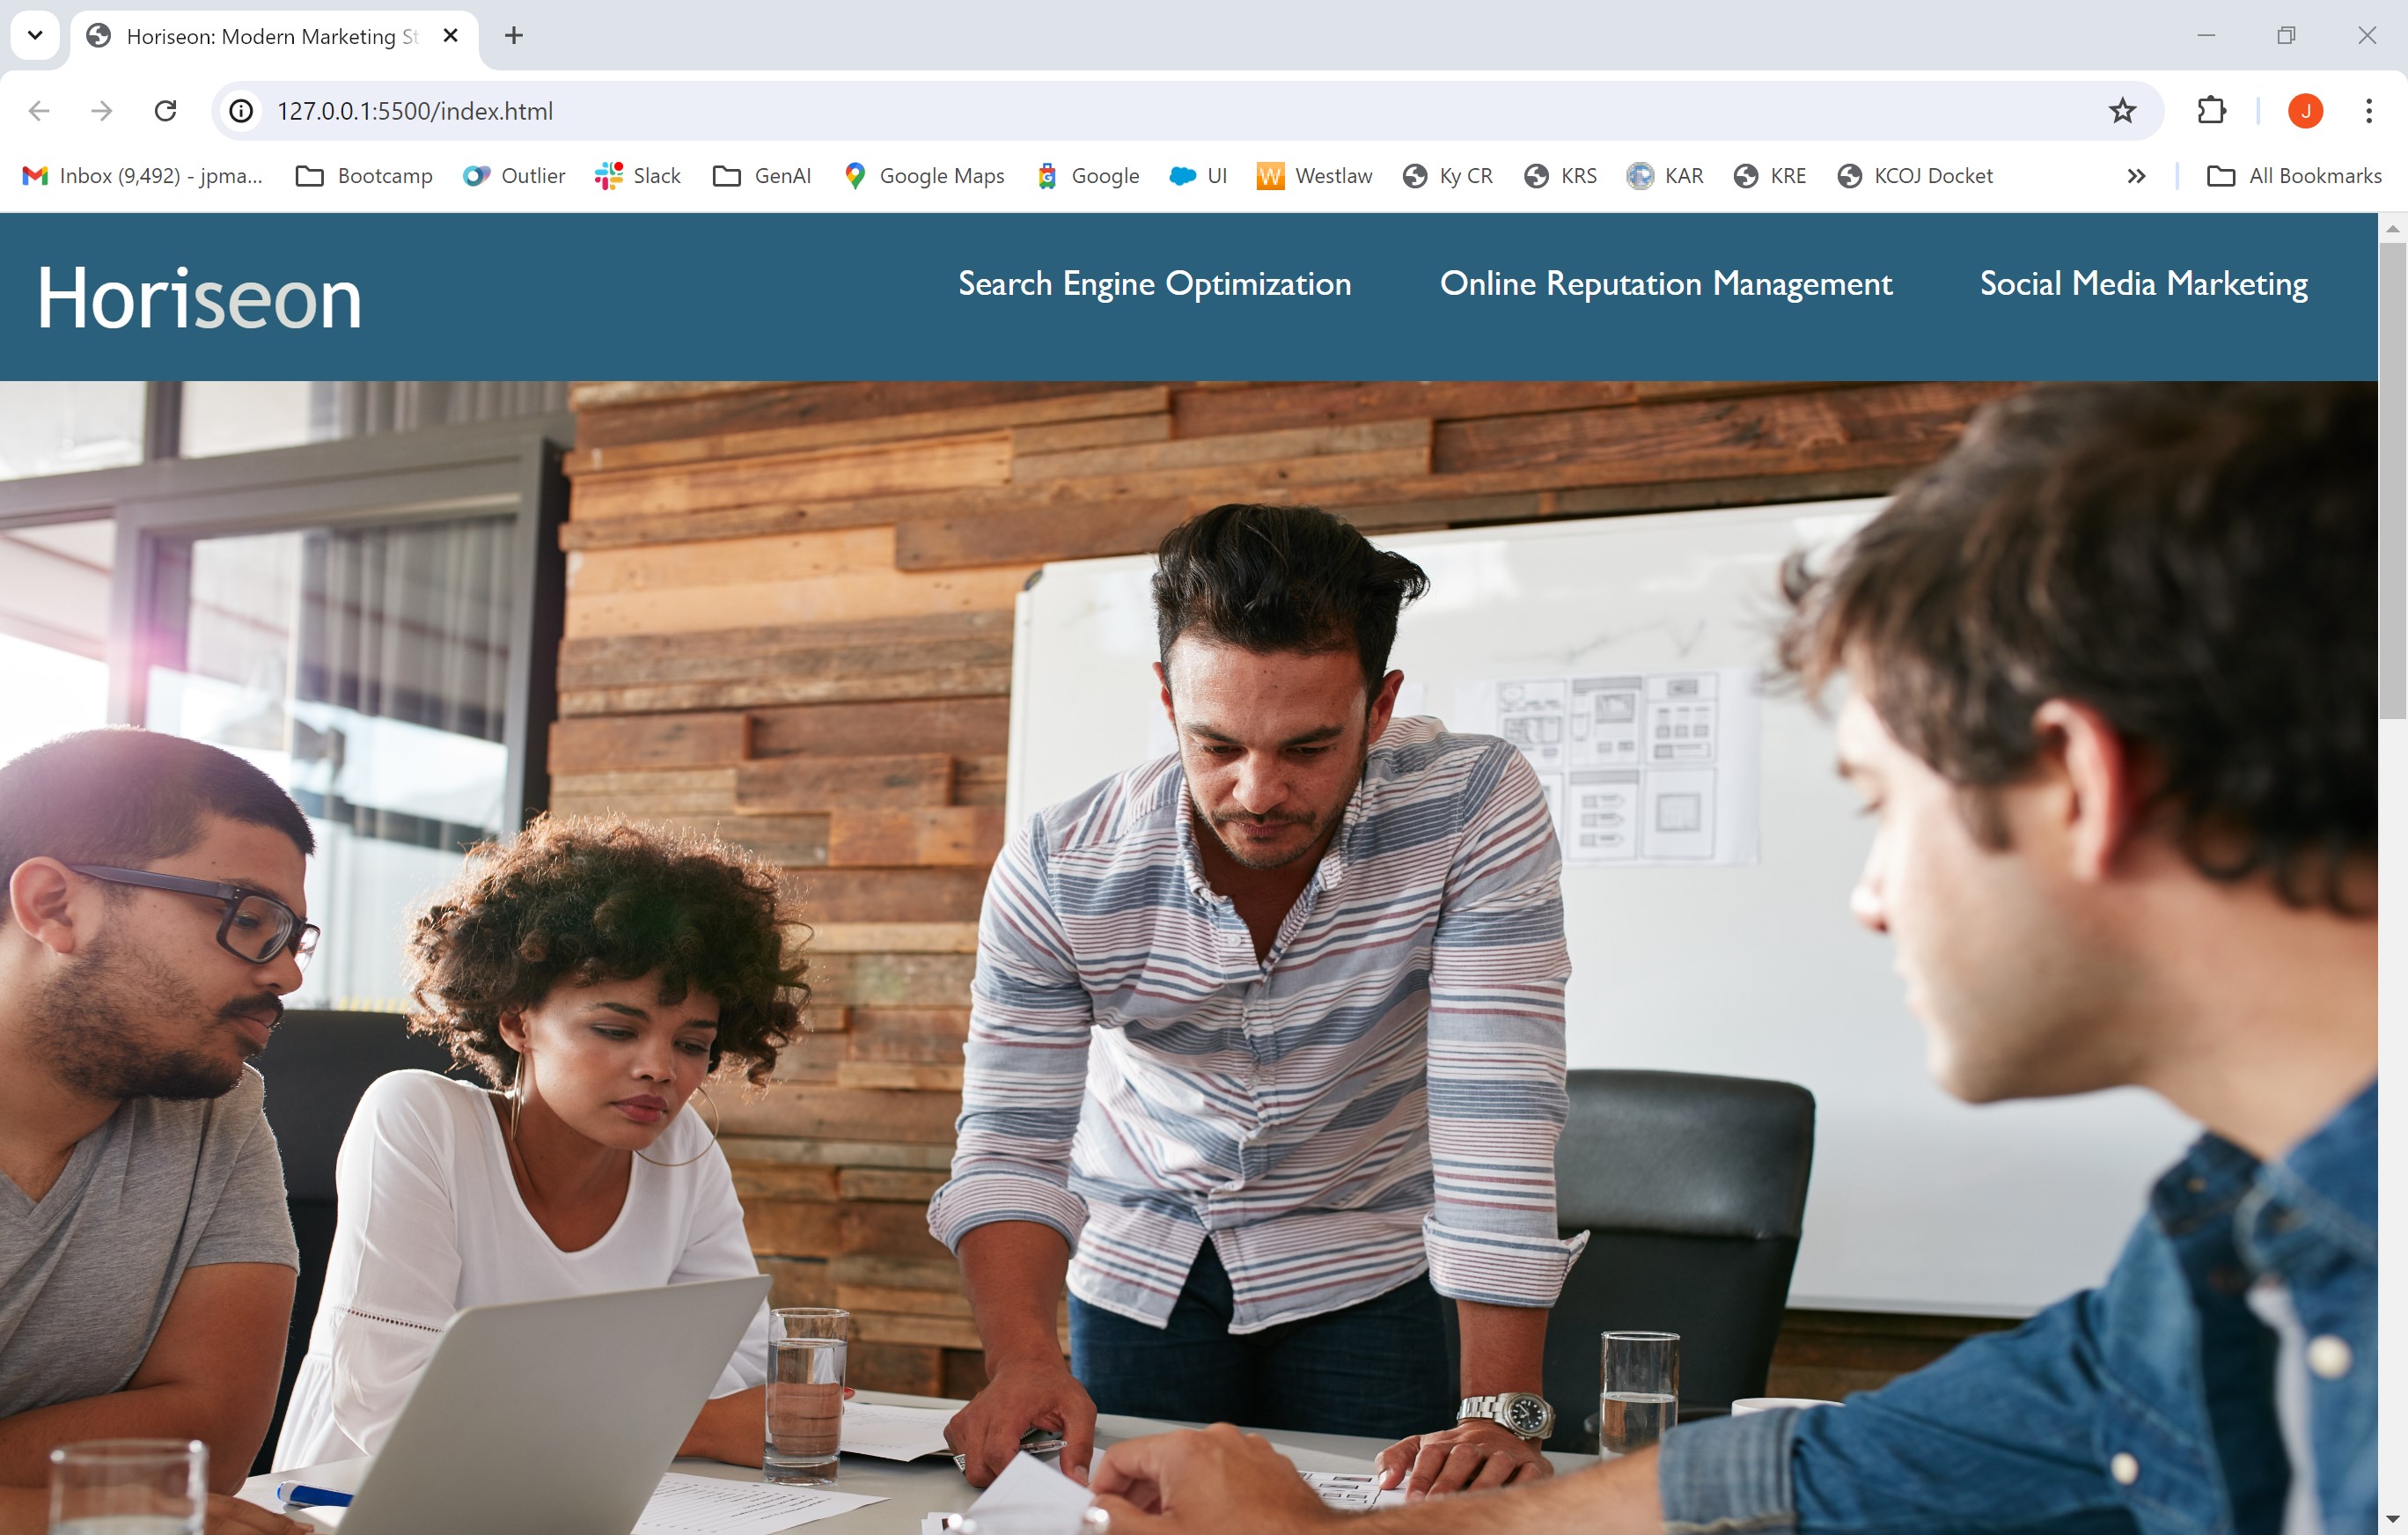 Horiseon: Modern Marketing St
127.0.0.1:5500/index.html
J
Inbox (9,492) - jpma... Bootcamp Outlier Slack GenAI Google Maps Google UI Westlaw Ky CR KRS KAR KRE KCOJ Docket All Bookmarks
Horiseon Search Engine Optimization Online Reputation Management Social Media Marketing